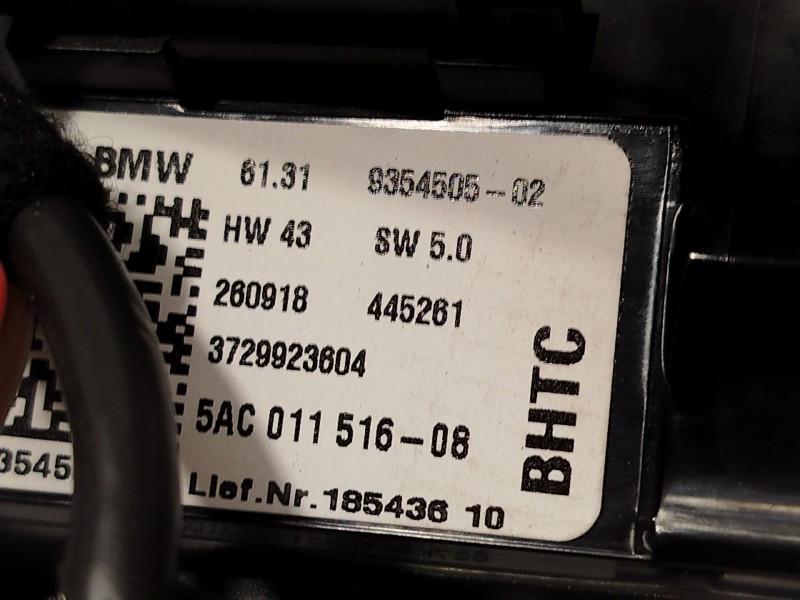 BMW 61.31 9354505-02
HW 43 SW 5.0
260918 445261
3729923604
5AC 011 516-08
Lief.Nr.185436 10
BHTC
3545